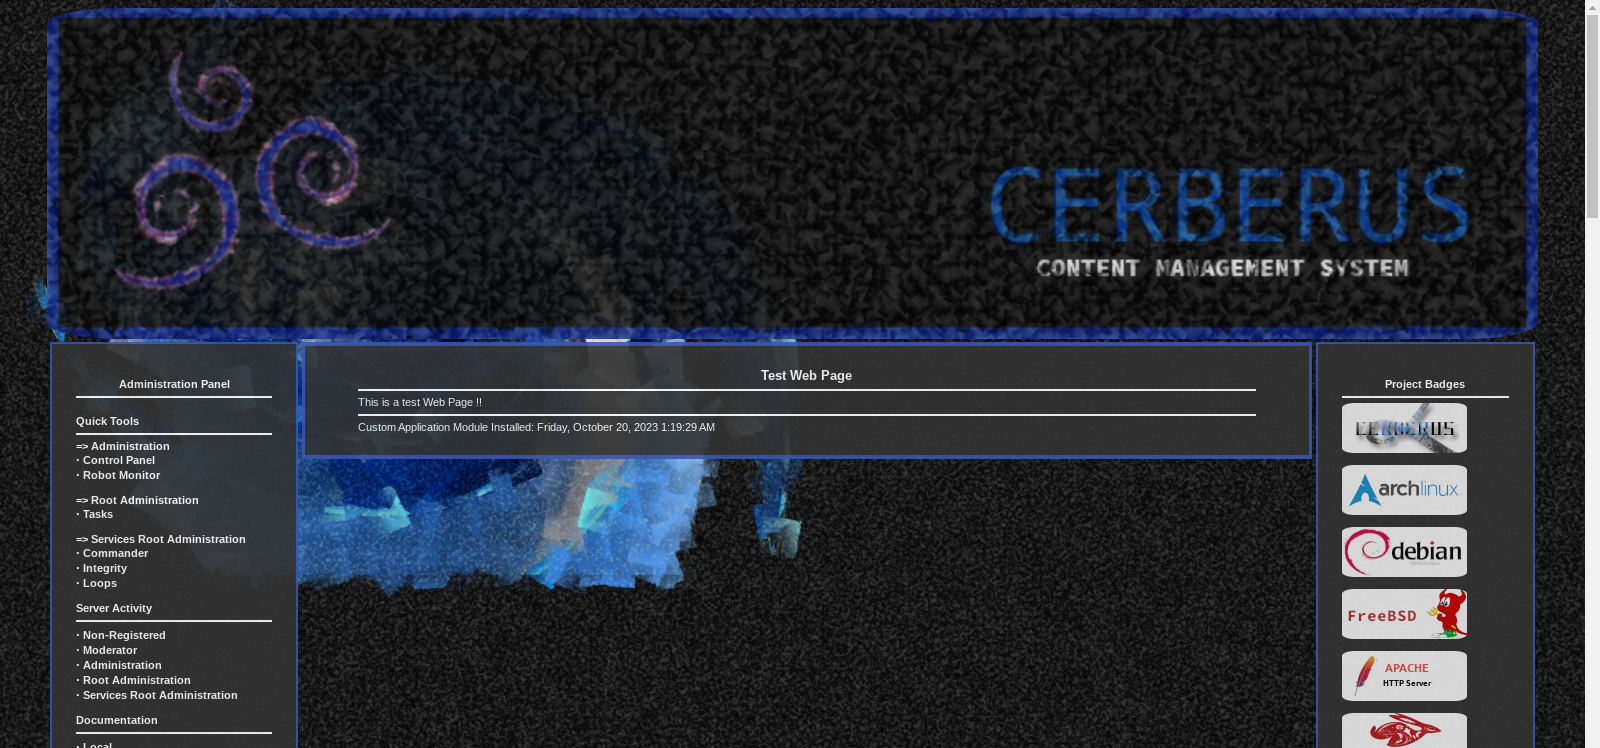 CERBERUS
CONTENT MANAGEMENT SYSTEM
Administration Panel
Quick Tools
=> Administration
· Control Panel
· Robot Monitor
=> Root Administration
· Tasks
=> Services Root Administration
· Commander
· Integrity
· Loops
Server Activity
· Non-Registered
· Moderator
· Administration
· Root Administration
· Services Root Administration
Documentation
· Local
Test Web Page
This is a test Web Page !!
Custom Application Module Installed: Friday, October 20, 2023 1:19:29 AM
Project Badges
CERBERUS
archlinux
debian
FreeBSD
APACHE
HTTP Server